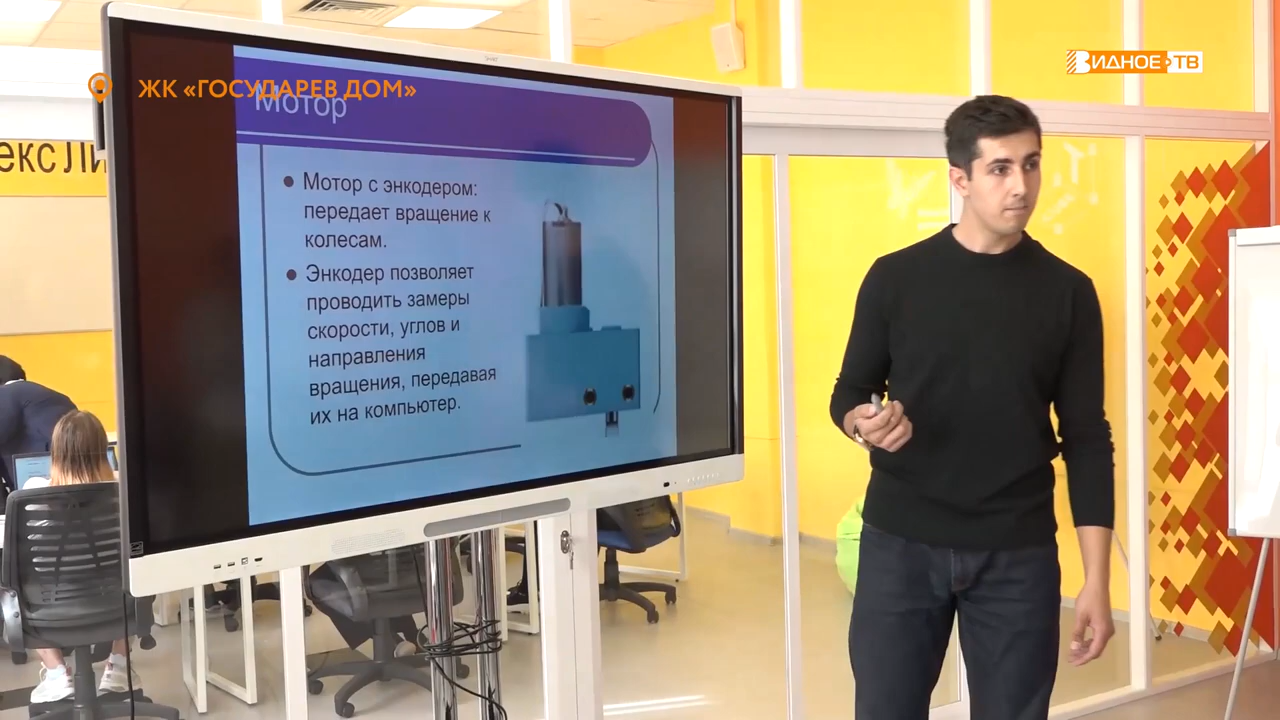 ЖК «ГОСУДАРЕВ ДОМ»
ВИДНОЕ ТВ
Мотор
Мотор с энкодером:
передает вращение к
колесам.
Энкодер позволяет
проводить замеры
скорости, углов и
направления
вращения, передавая
их на компьютер.